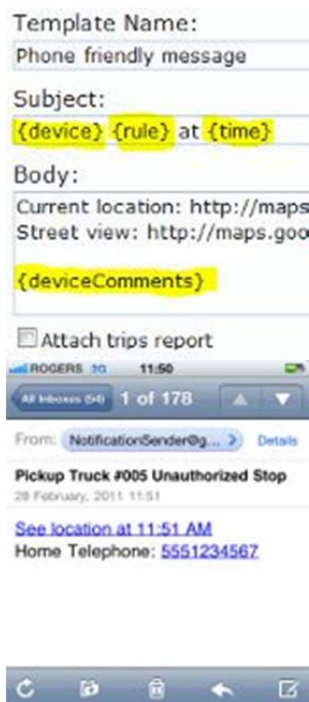 Template Name:
Phone friendly message
Subject:
{device} {rule} at {time}
Body:
Current location: http://maps
Street view: http://maps.goo
{deviceComments}
Attach trips report
ROGERS 3G 11:50
All Inboxes (54) 1 of 178
From: NotificationSender@g... Details
Pickup Truck #005 Unauthorized Stop
28 February, 2011 11:51
See location at 11:51 AM
Home Telephone: 5551234567